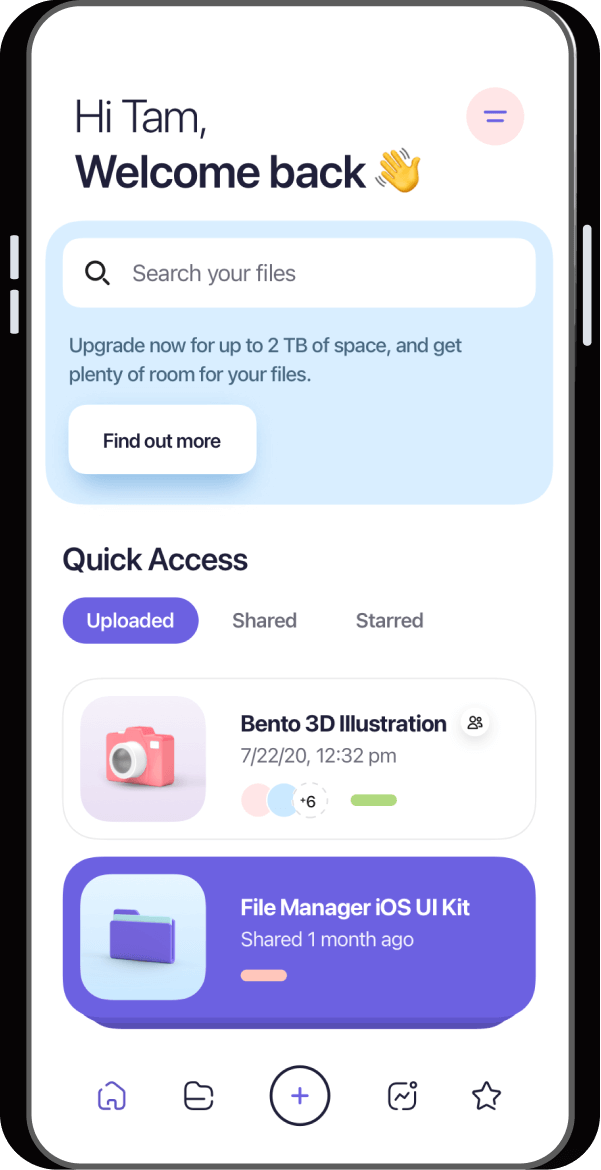 Hi Tam,
Welcome back 👋
Search your files
Upgrade now for up to 2 TB of space, and get
plenty of room for your files.
Find out more
Quick Access
Uploaded Shared Starred
Bento 3D Illustration
7/22/20, 12:32 pm
+6
File Manager iOS UI Kit
Shared 1 month ago